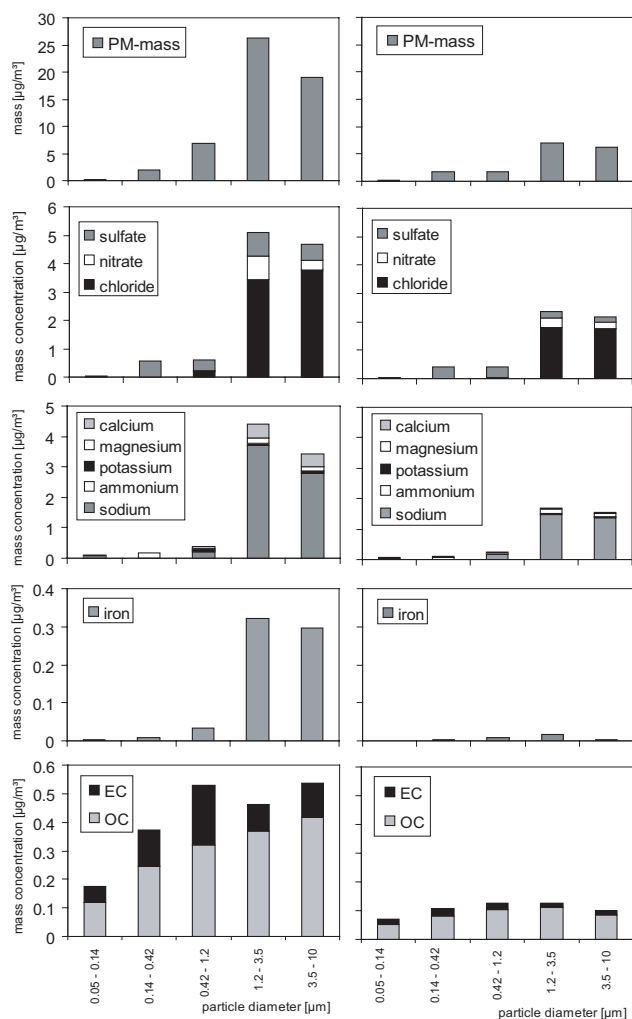 PM-mass
mass [µg/m³]
30
25
20
15
10
5
0
PM-mass
sulfate
nitrate
chloride
mass concentration [µg/m³]
6
5
4
3
2
1
0
sulfate
nitrate
chloride
calcium
magnesium
potassium
ammonium
sodium
mass concentration [µg/m³]
5
4
3
2
1
0
calcium
magnesium
potassium
ammonium
sodium
iron
mass concentration [µg/m³]
0.4
0.3
0.2
0.1
0
iron
EC
OC
mass concentration [µg/m³]
0.6
0.5
0.4
0.3
0.2
0.1
0
EC
OC
0.05 - 0.14
0.14 - 0.42
0.42 - 1.2
1.2 - 3.5
3.5 - 10
particle diameter [µm]
0.05 - 0.14
0.14 - 0.42
0.42 - 1.2
1.2 - 3.5
3.5 - 10
particle diameter [µm]